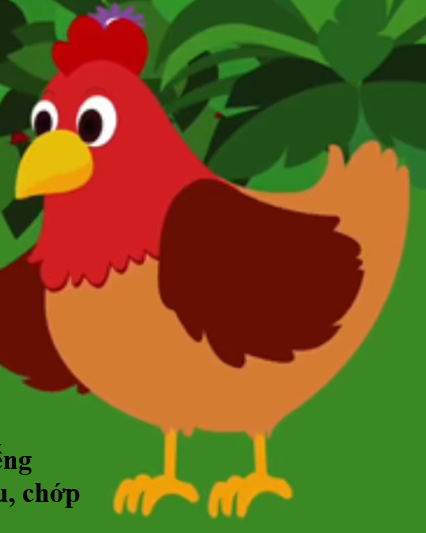 ếng
u, chớp